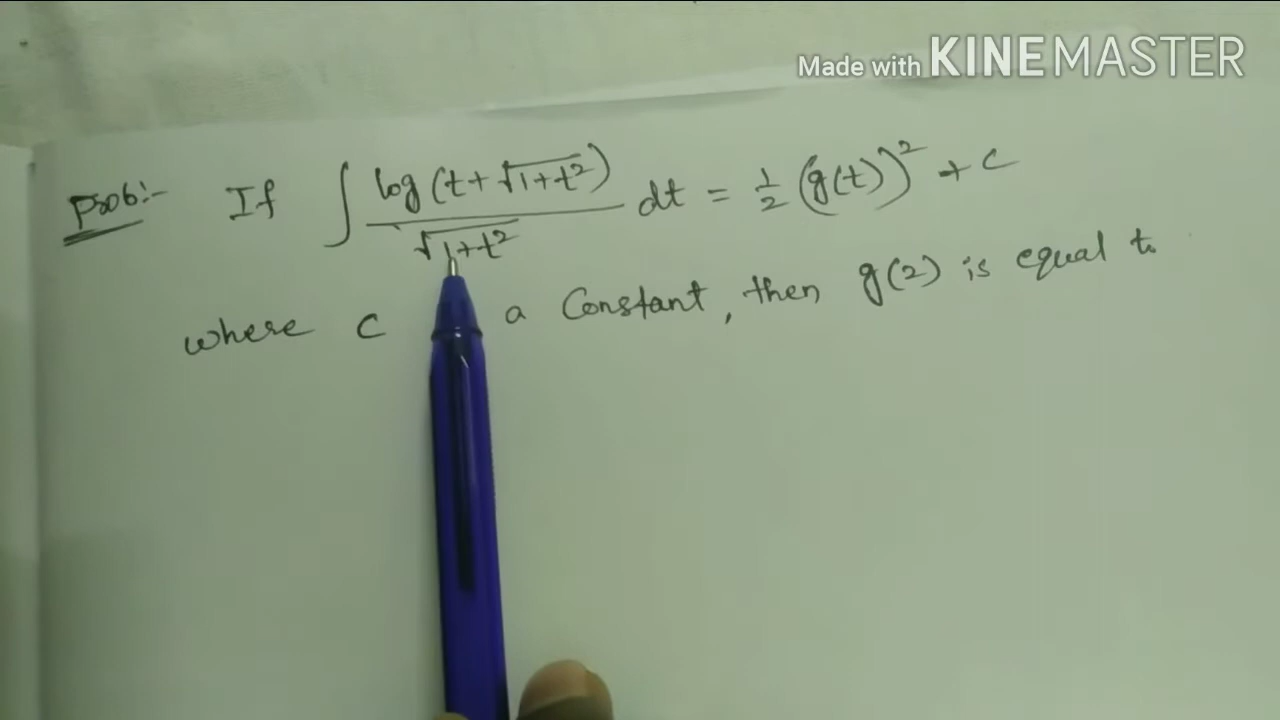 Made with KINEMASTER
Prob:- If ∫ log(t+√1+t²) / √1+t² dt = 1/2 (g(t))² + c
where c a Constant, then g(2) is equal to